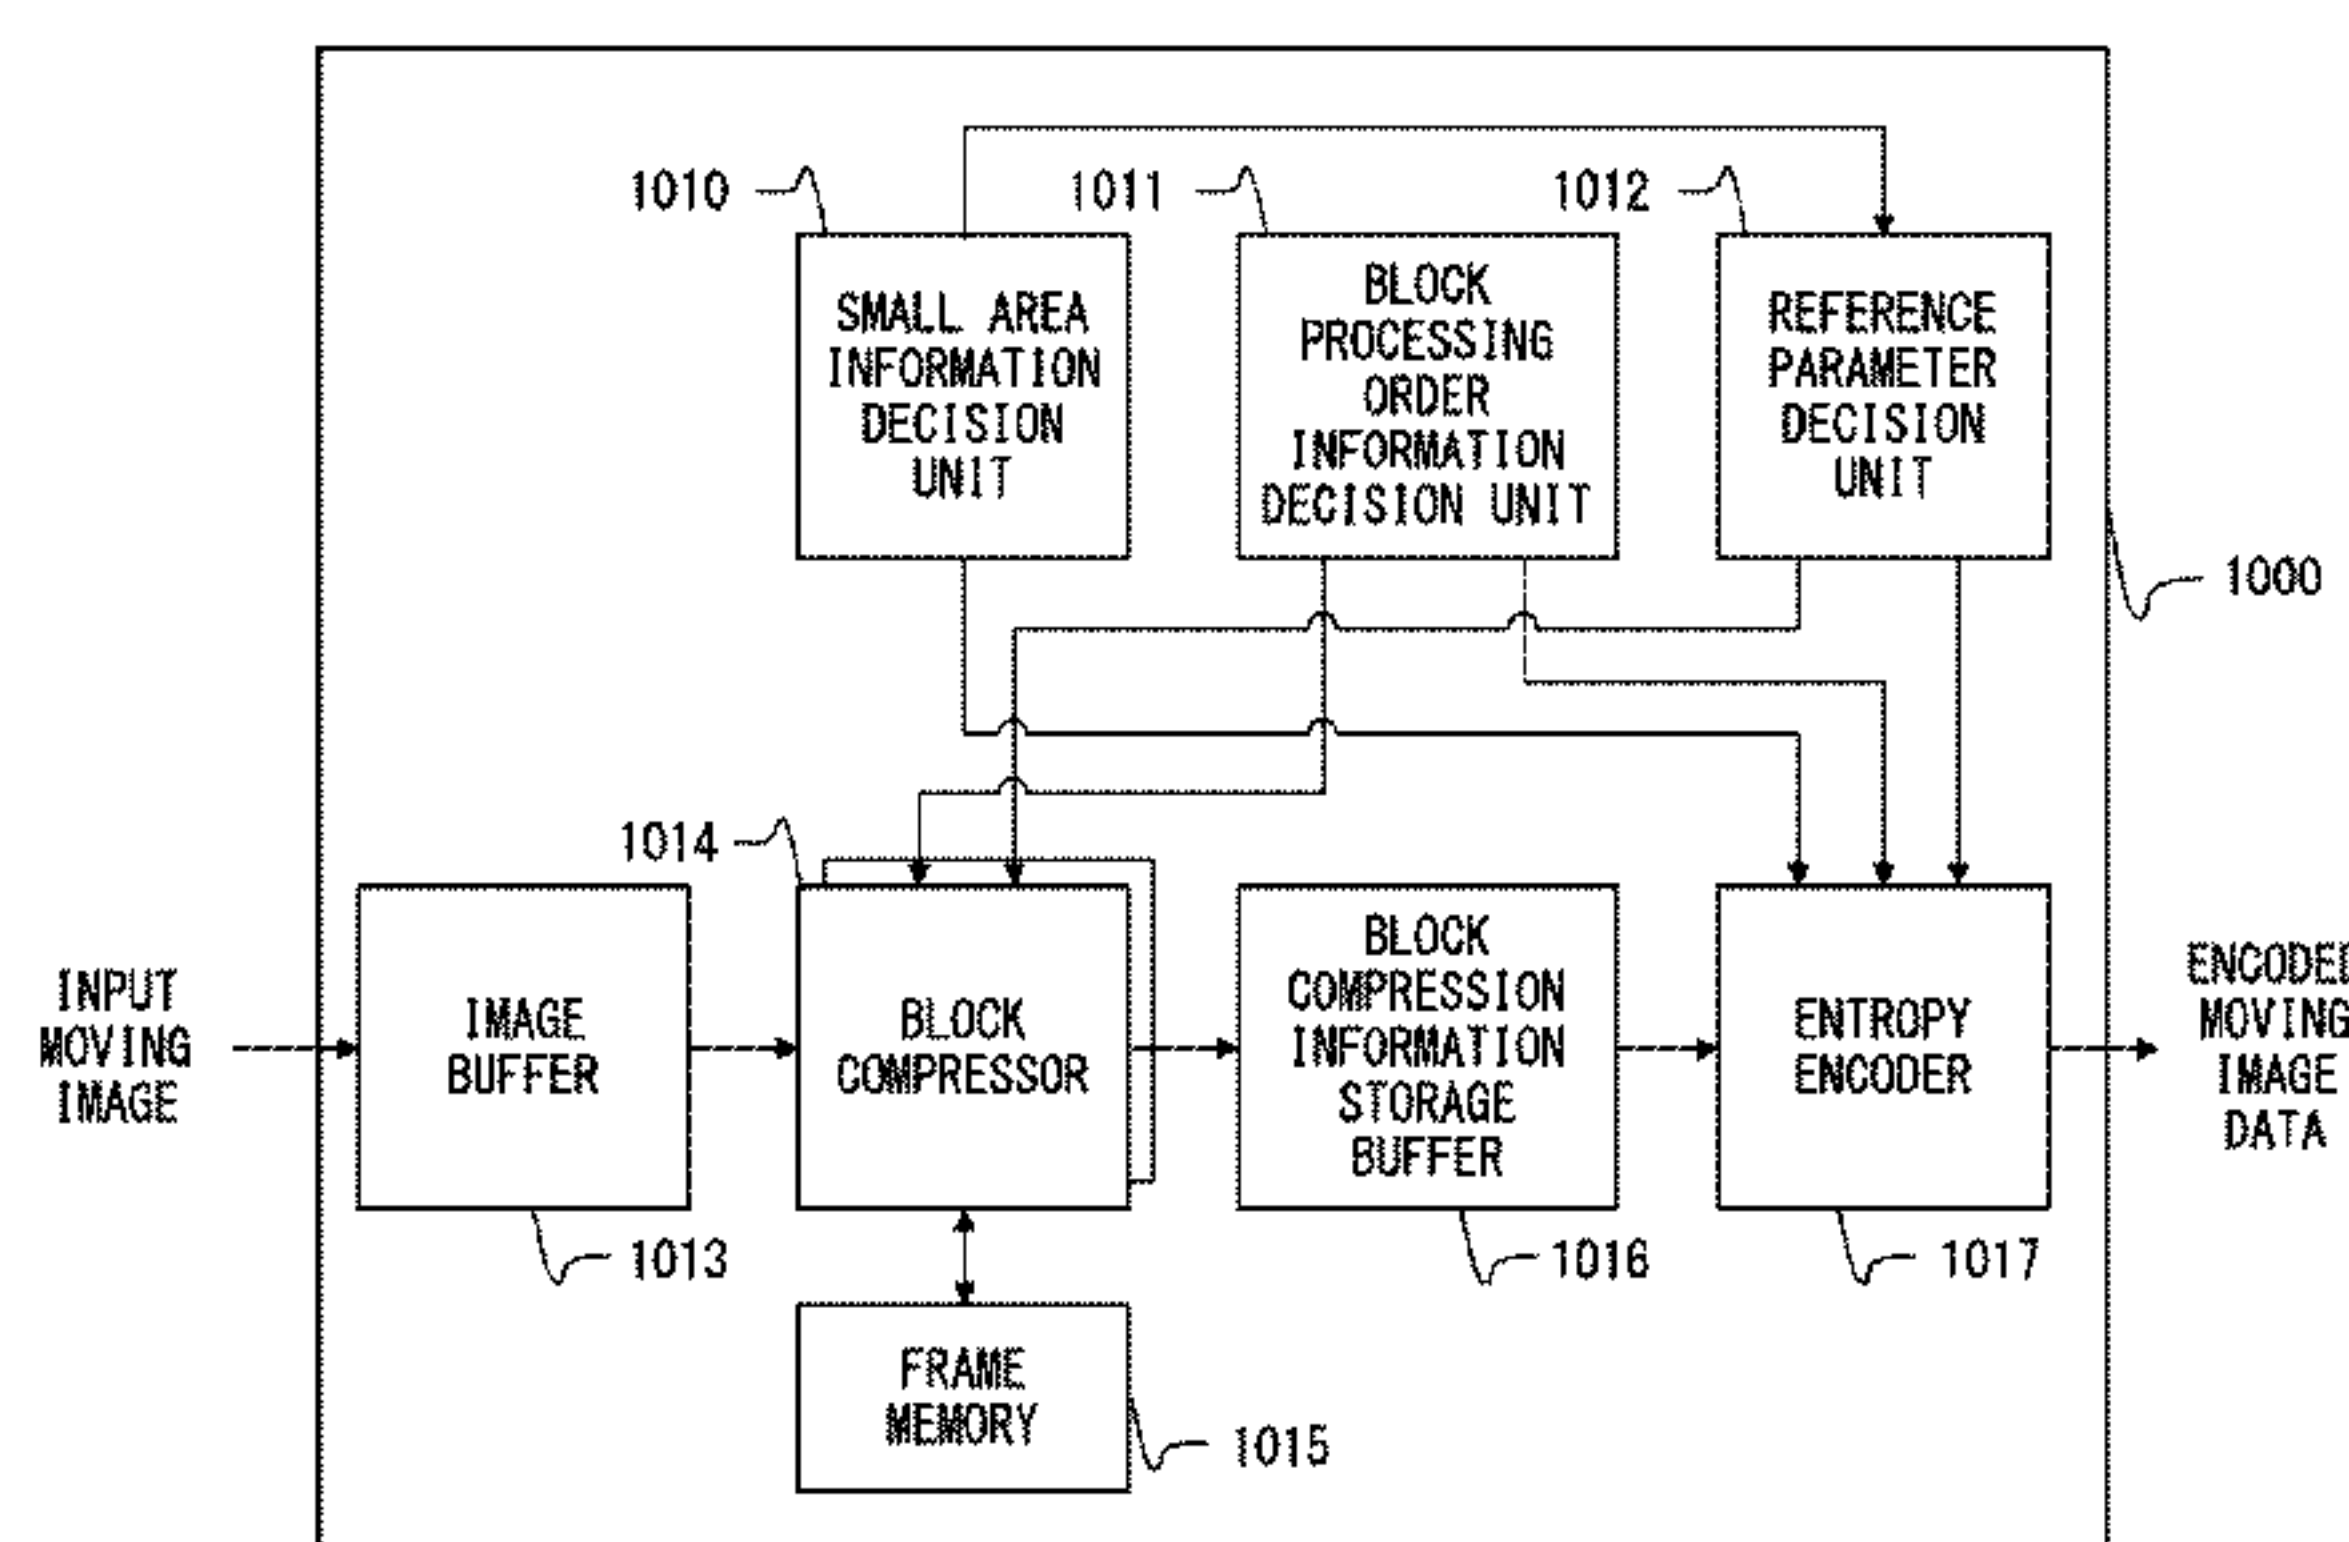 1010
1011
1012
SMALL AREA
INFORMATION
DECISION
UNIT
BLOCK
PROCESSING
ORDER
INFORMATION
DECISION UNIT
REFERENCE
PARAMETER
DECISION
UNIT
1000
1014
INPUT
MOVING
IMAGE
IMAGE
BUFFER
BLOCK
COMPRESSOR
BLOCK
COMPRESSION
INFORMATION
STORAGE
BUFFER
ENTROPY
ENCODER
ENCODED
MOVING
IMAGE
DATA
1013
1016
1017
FRAME
MEMORY
1015